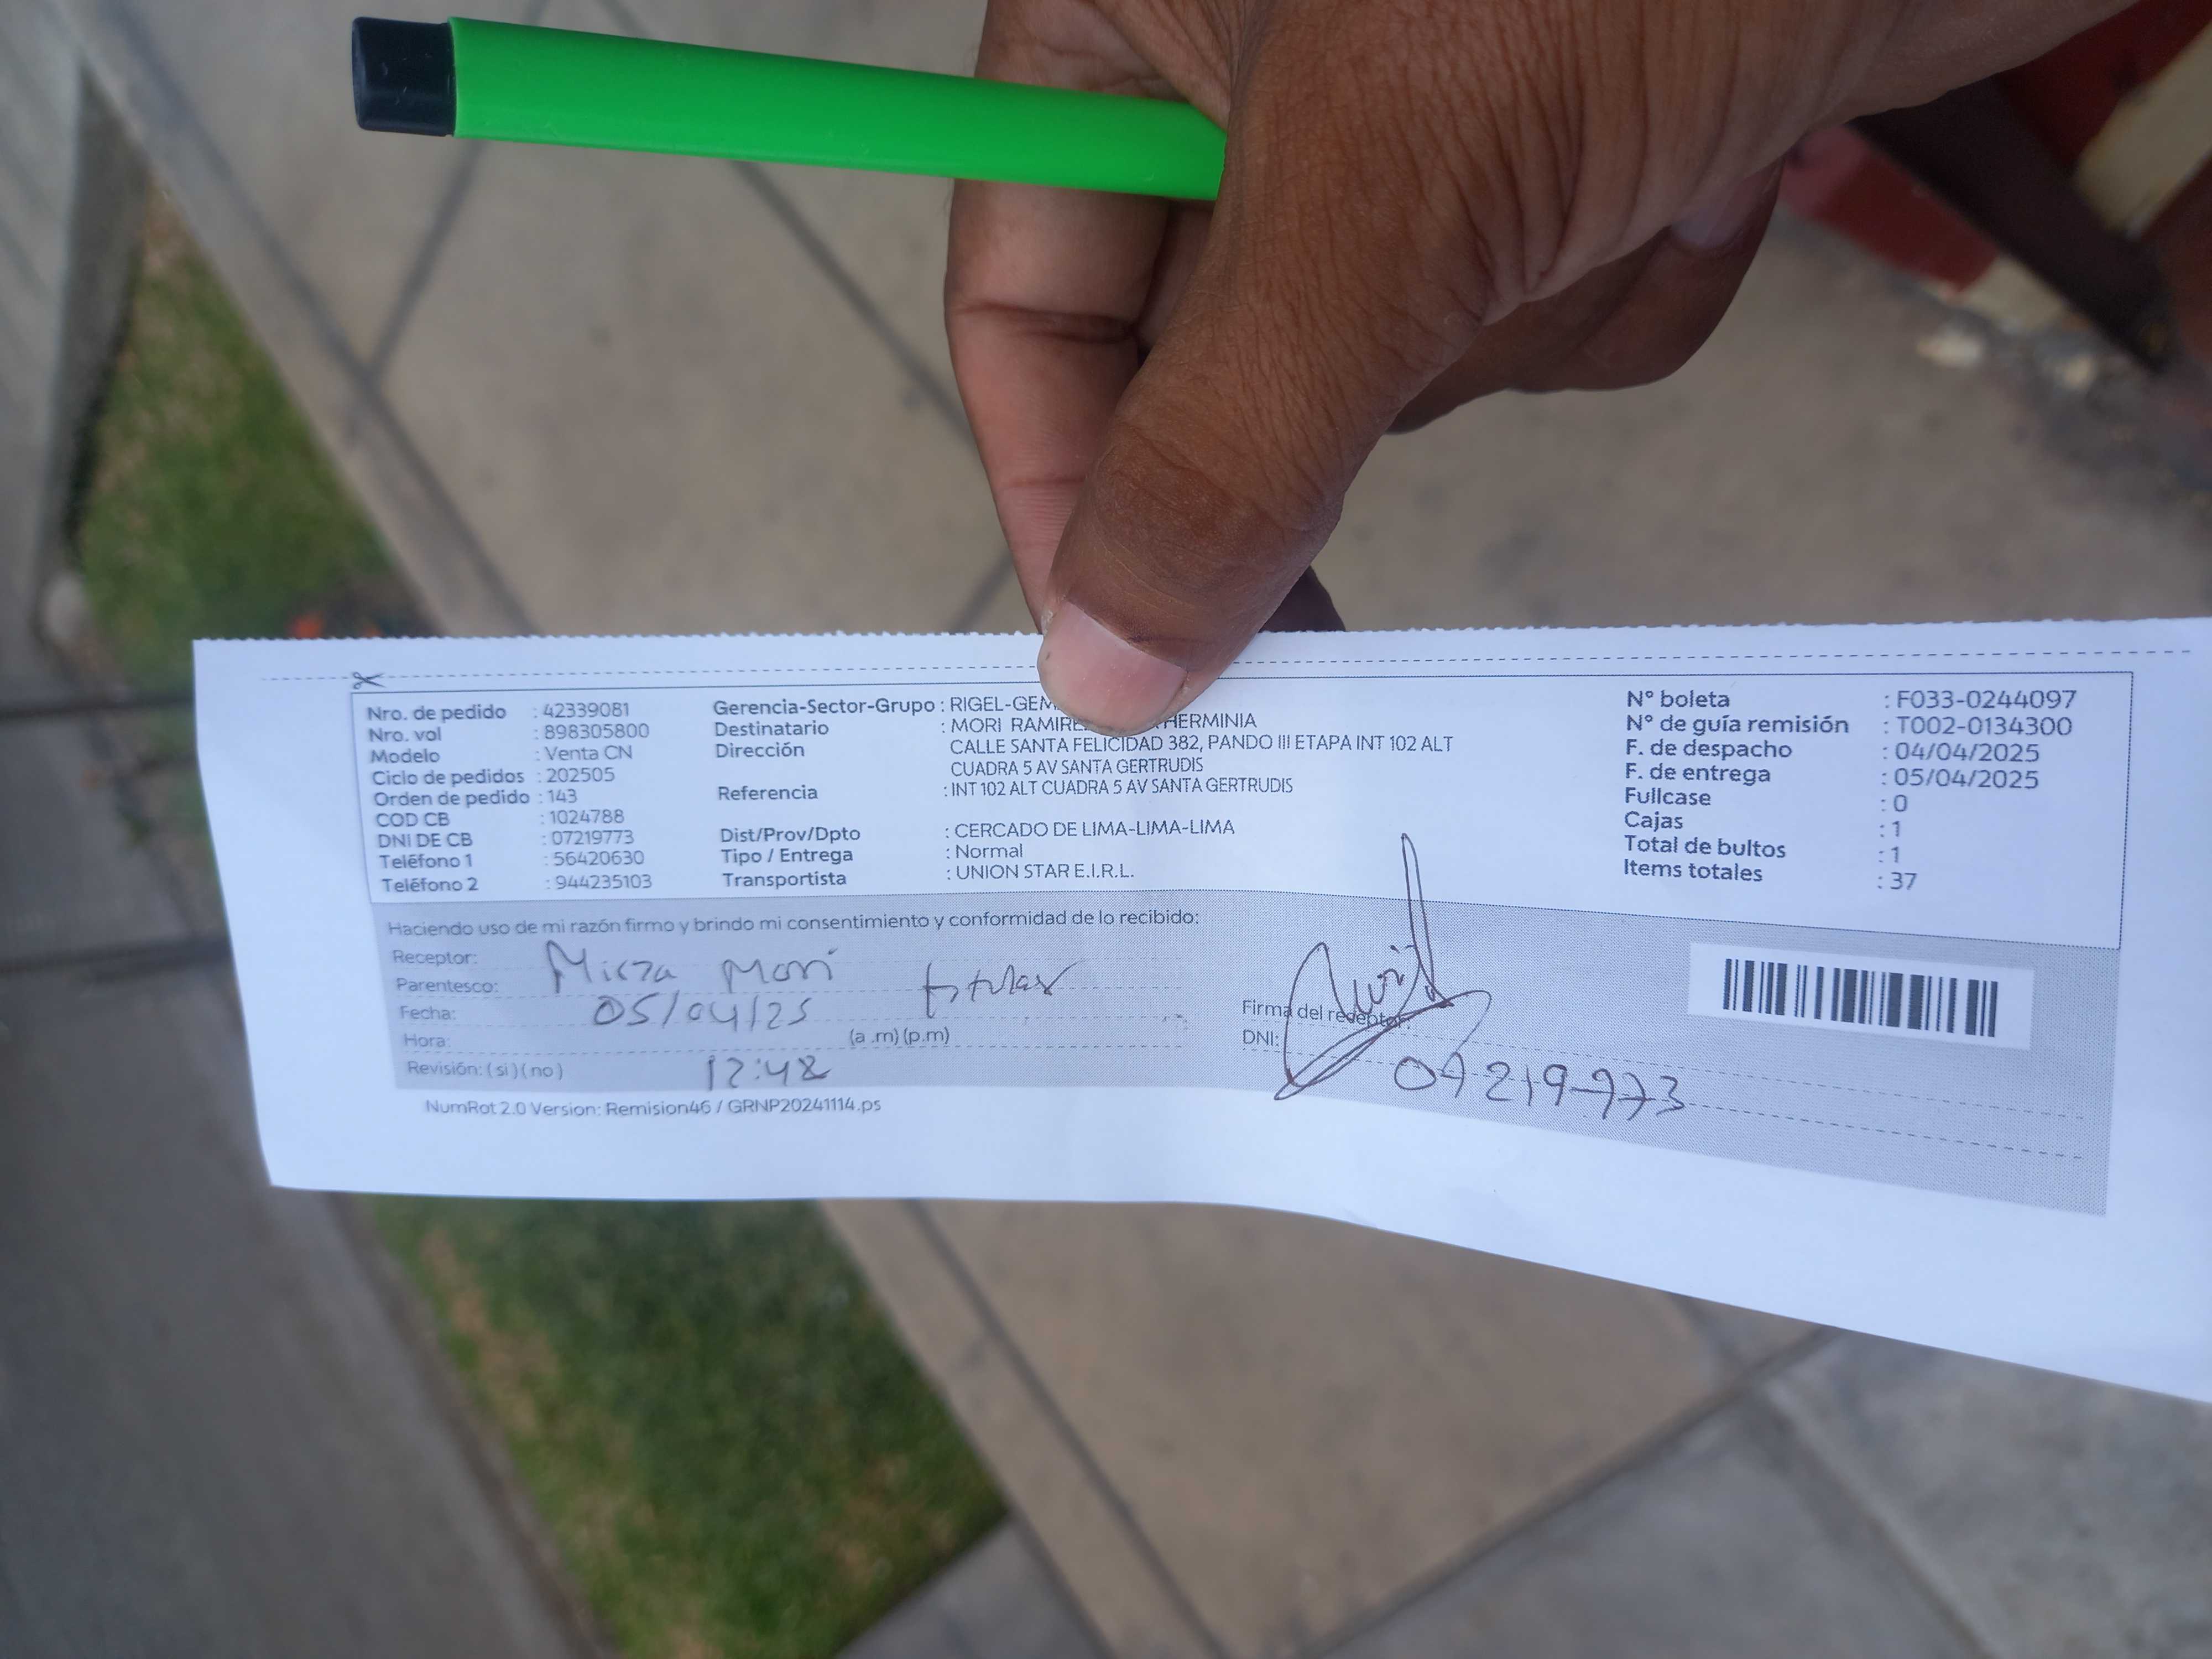 Nro. de pedido : 42339081
Nro. vol : 898305800
Modelo : Venta CN
Ciclo de pedidos : 202505
Orden de pedido : 143
COD CB : 1024788
DNI DE CB : 07219773
Teléfono 1 : 56420630
Teléfono 2 : 944235103
Gerencia-Sector-Grupo : RIGEL-GEM
Destinatario : MORI RAMIRE HERMINIA
Dirección CALLE SANTA FELICIDAD 382, PANDO III ETAPA INT 102 ALT
CUADRA 5 AV SANTA GERTRUDIS
Referencia : INT 102 ALT CUADRA 5 AV SANTA GERTRUDIS
Dist/Prov/Dpto : CERCADO DE LIMA-LIMA-LIMA
Tipo / Entrega : Normal
Transportista : UNION STAR E.I.R.L.
N° boleta : F033-0244097
N° de guía remisión : T002-0134300
F. de despacho : 04/04/2025
F. de entrega : 05/04/2025
Fullcase : 0
Cajas : 1
Total de bultos : 1
Items totales : 37
Haciendo uso de mi razón firmo y brindo mi consentimiento y conformidad de lo recibido:
Receptor: Mirza Mori
Parentesco: titular
Fecha: 05/04/25
Hora: (a .m) (p.m)
Revisión: ( si ) ( no ) 12:48
Firma del receptor:
DNI: 07219773
NumRot 2.0 Version: Remision46 / GRNP20241114.ps